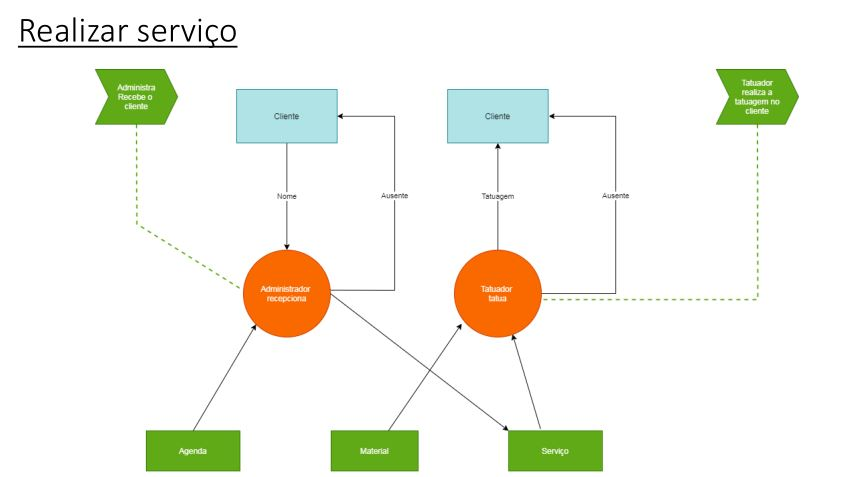 Realizar serviço
Administra
Recebe o
cliente
Cliente
Cliente
Tatuador
realiza a
tatuagem no
cliente
Nome
Ausente
Tatuagem
Ausente
Administrador
recepciona
Tatuador
tatua
Agenda
Material
Serviço